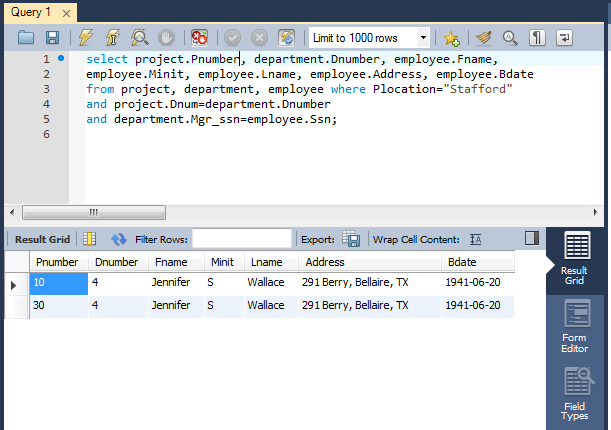 Query 1
Limit to 1000 rows
1 select project.Pnumber, department.Dnumber, employee.Fname,
2 employee.Minit, employee.Lname, employee.Address, employee.Bdate
3 from project, department, employee where Plocation="Stafford"
4 and project.Dnum=department.Dnumber
5 and department.Mgr_ssn=employee.Ssn;
6
Result Grid Filter Rows: Export: Wrap Cell Content:
Pnumber Dnumber Fname Minit Lname Address Bdate
10 4 Jennifer S Wallace 291 Berry, Bellaire, TX 1941-06-20
30 4 Jennifer S Wallace 291 Berry, Bellaire, TX 1941-06-20
Result
Grid
Form
Editor
Field
Types